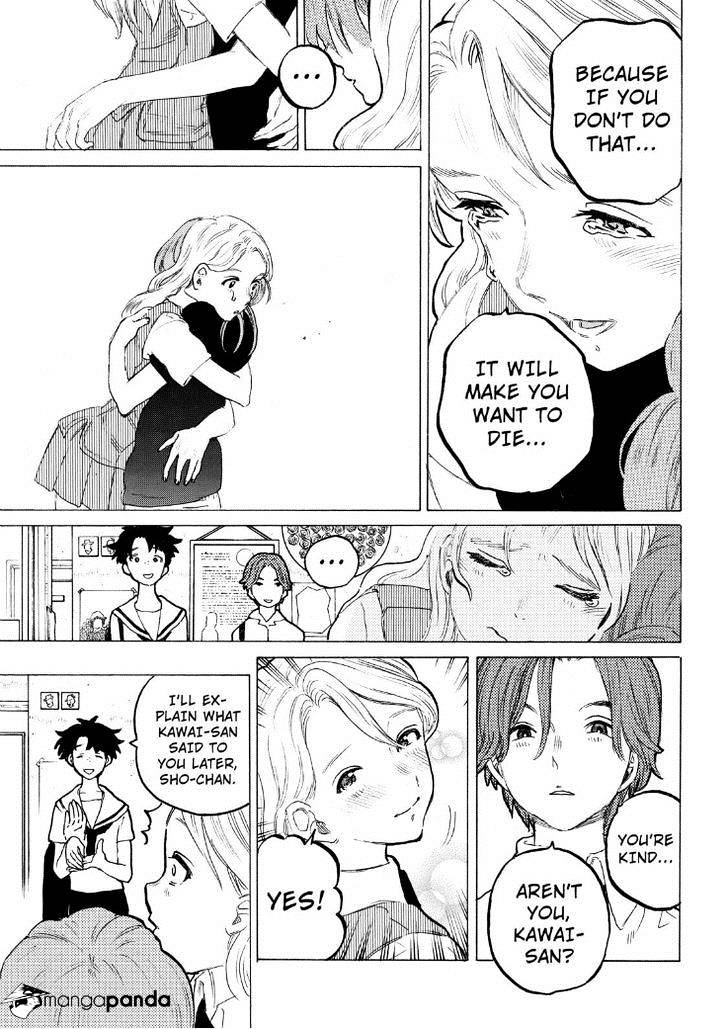 BECAUSE
IF YOU
DON'T DO
THAT...
IT WILL
MAKE YOU
WANT TO
DIE...
...
...
YOU'RE
KIND...
AREN'T
YOU,
KAWAI-
SAN?
YES!
I'LL EX-
PLAIN WHAT
KAWAI-SAN
SAID TO
YOU LATER,
SHO-CHAN.
mangapanda